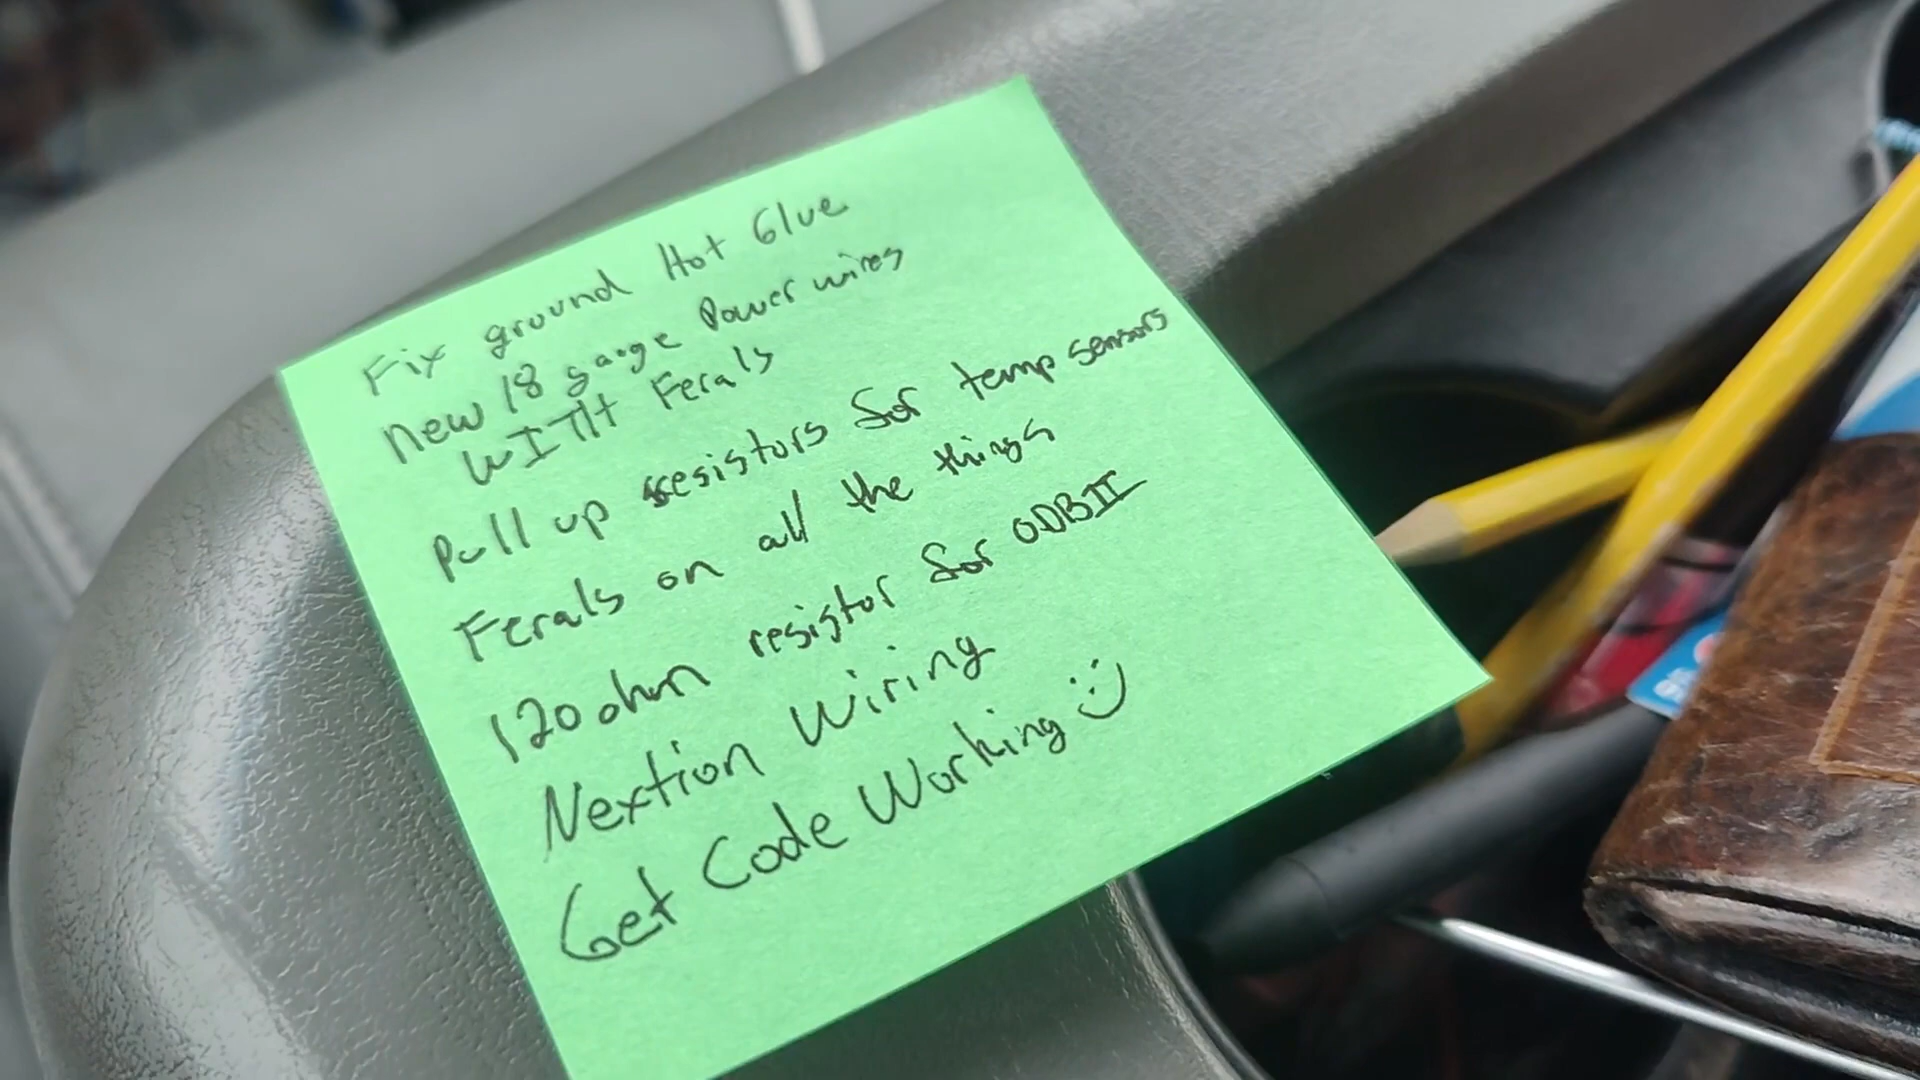 Fix ground Hot Glue
New 18 gauge Power wires
WITH Ferals
Pull up resistors for temp sensors
Ferals on all the things
120 ohm resistor for ODBII
Nextion Wiring
Get Code Working :)